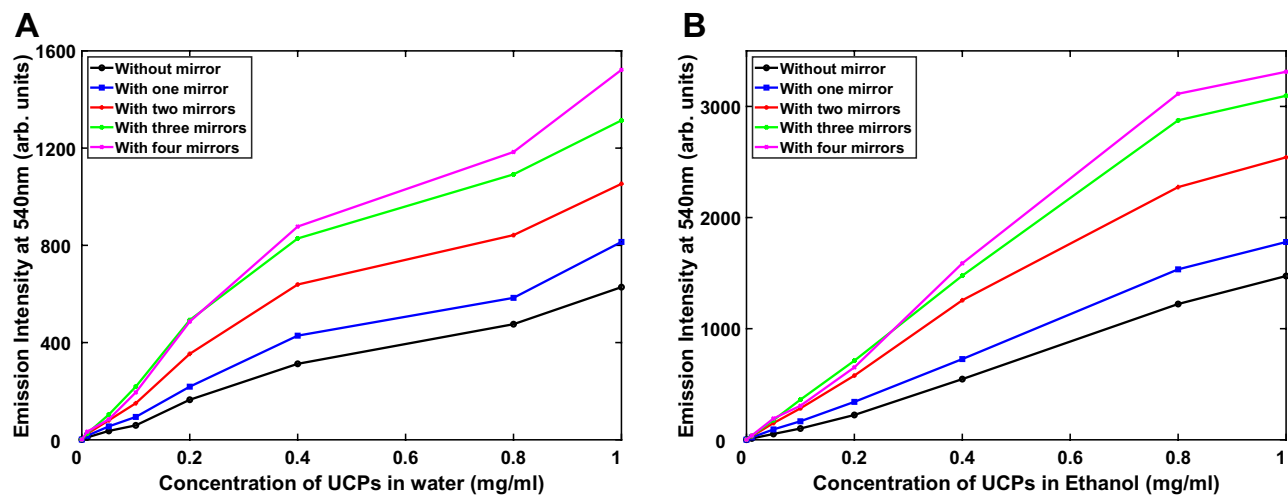 A
Emission Intensity at 540nm (arb. units)
1600
1200
800
400
0
Without mirror
With one mirror
With two mirrors
With three mirrors
With four mirrors
0 0.2 0.4 0.6 0.8 1
Concentration of UCPs in water (mg/ml)
B
Emission Intensity at 540nm (arb. units)
3000
2000
1000
0
Without mirror
With one mirror
With two mirrors
With three mirrors
With four mirrors
0 0.2 0.4 0.6 0.8 1
Concentration of UCPs in Ethanol (mg/ml)